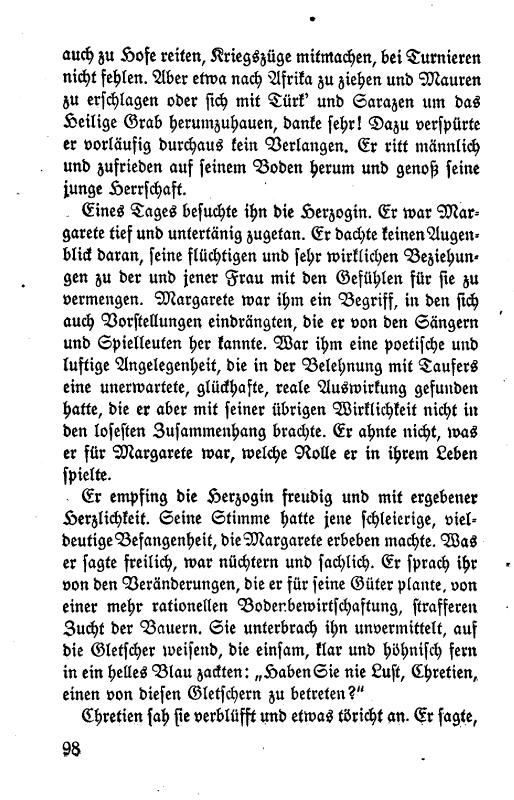 auch zu Hofe reiten, Kriegszüge mitmachen, bei Turnieren
nicht fehlen. Aber etwa nach Afrika zu ziehen und Mauren
zu erschlagen oder sich mit Türk' und Sarazen um das
Heilige Grab herumzuhauen, danke sehr! Dazu verspürte
er vorläufig durchaus kein Verlangen. Er ritt männlich
und zufrieden auf seinem Boden herum und genoß seine
junge Herrschaft.
Eines Tages besuchte ihn die Herzogin. Er war Mar-
garete tief und untertänig zugetan. Er dachte keinen Augen-
blick daran, seine flüchtigen und sehr wirklichen Beziehun-
gen zu der und jener Frau mit den Gefühlen für sie zu
vermengen. Margarete war ihm ein Begriff, in den sich
auch Vorstellungen eindrängten, die er von den Sängern
und Spielleuten her kannte. War ihm eine poetische und
luftige Angelegenheit, die in der Belehnung mit Taufers
eine unerwartete, glückhafte, reale Auswirkung gefunden
hatte, die er aber mit seiner übrigen Wirklichkeit nicht in
den losesten Zusammenhang brachte. Er ahnte nicht, was
er für Margarete war, welche Rolle er in ihrem Leben
spielte.
Er empfing die Herzogin freudig und mit ergebener
Herzlichkeit. Seine Stimme hatte jene schleierige, viel-
deutige Befangenheit, die Margarete erbeben machte. Was
er sagte freilich, war nüchtern und sachlich. Er sprach ihr
von den Veränderungen, die er für seine Güter plante, von
einer mehr rationellen Bodenbewirtschaftung, strafferen
Zucht der Bauern. Sie unterbrach ihn unvermittelt, auf
die Gletscher weisend, die einsam, klar und höhnisch fern
in ein helles Blau zackten: „Haben Sie nie Lust, Chretien,
einen von diesen Gletschern zu betreten?"
Chretien sah sie verblüfft und etwas töricht an. Er sagte,
98